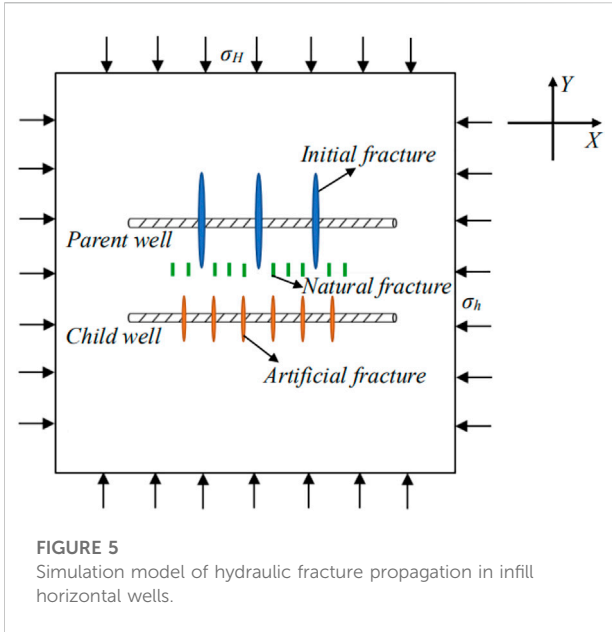 σH
Y
X
Initial fracture
Parent well
Natural fracture
σh
Child well
Artificial fracture
FIGURE 5
Simulation model of hydraulic fracture propagation in infill
horizontal wells.